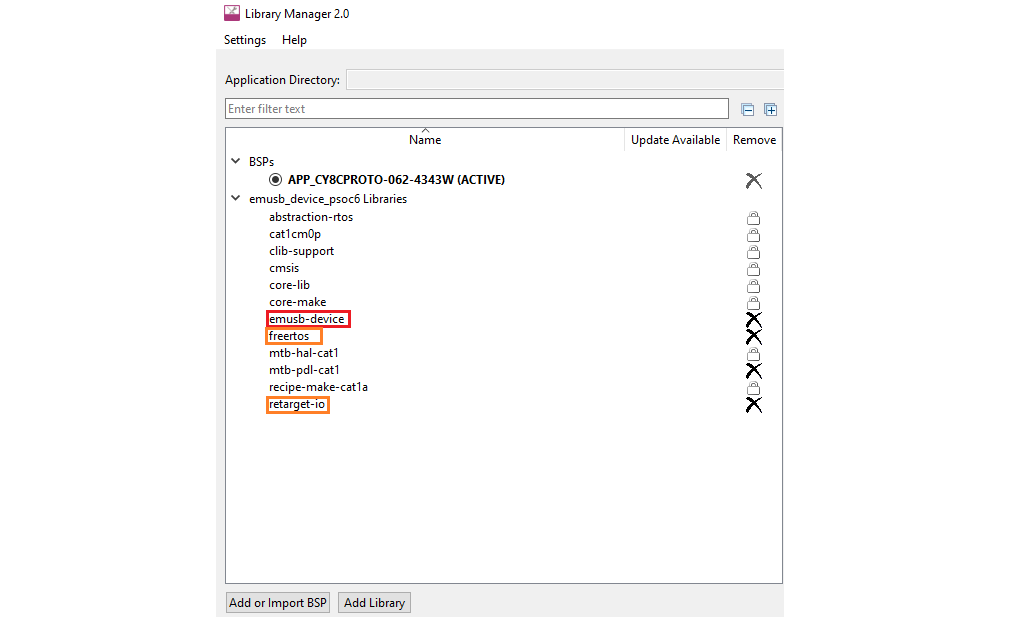 Library Manager 2.0
Settings Help
Application Directory:
Enter filter text
Name Update Available Remove
BSPs
APP_CY8CPROTO-062-4343W (ACTIVE)
emusb_device_psoc6 Libraries
abstraction-rtos
cat1cm0p
clib-support
cmsis
core-lib
core-make
emusb-device
freertos
mtb-hal-cat1
mtb-pdl-cat1
recipe-make-cat1a
retarget-io
Add or Import BSP Add Library